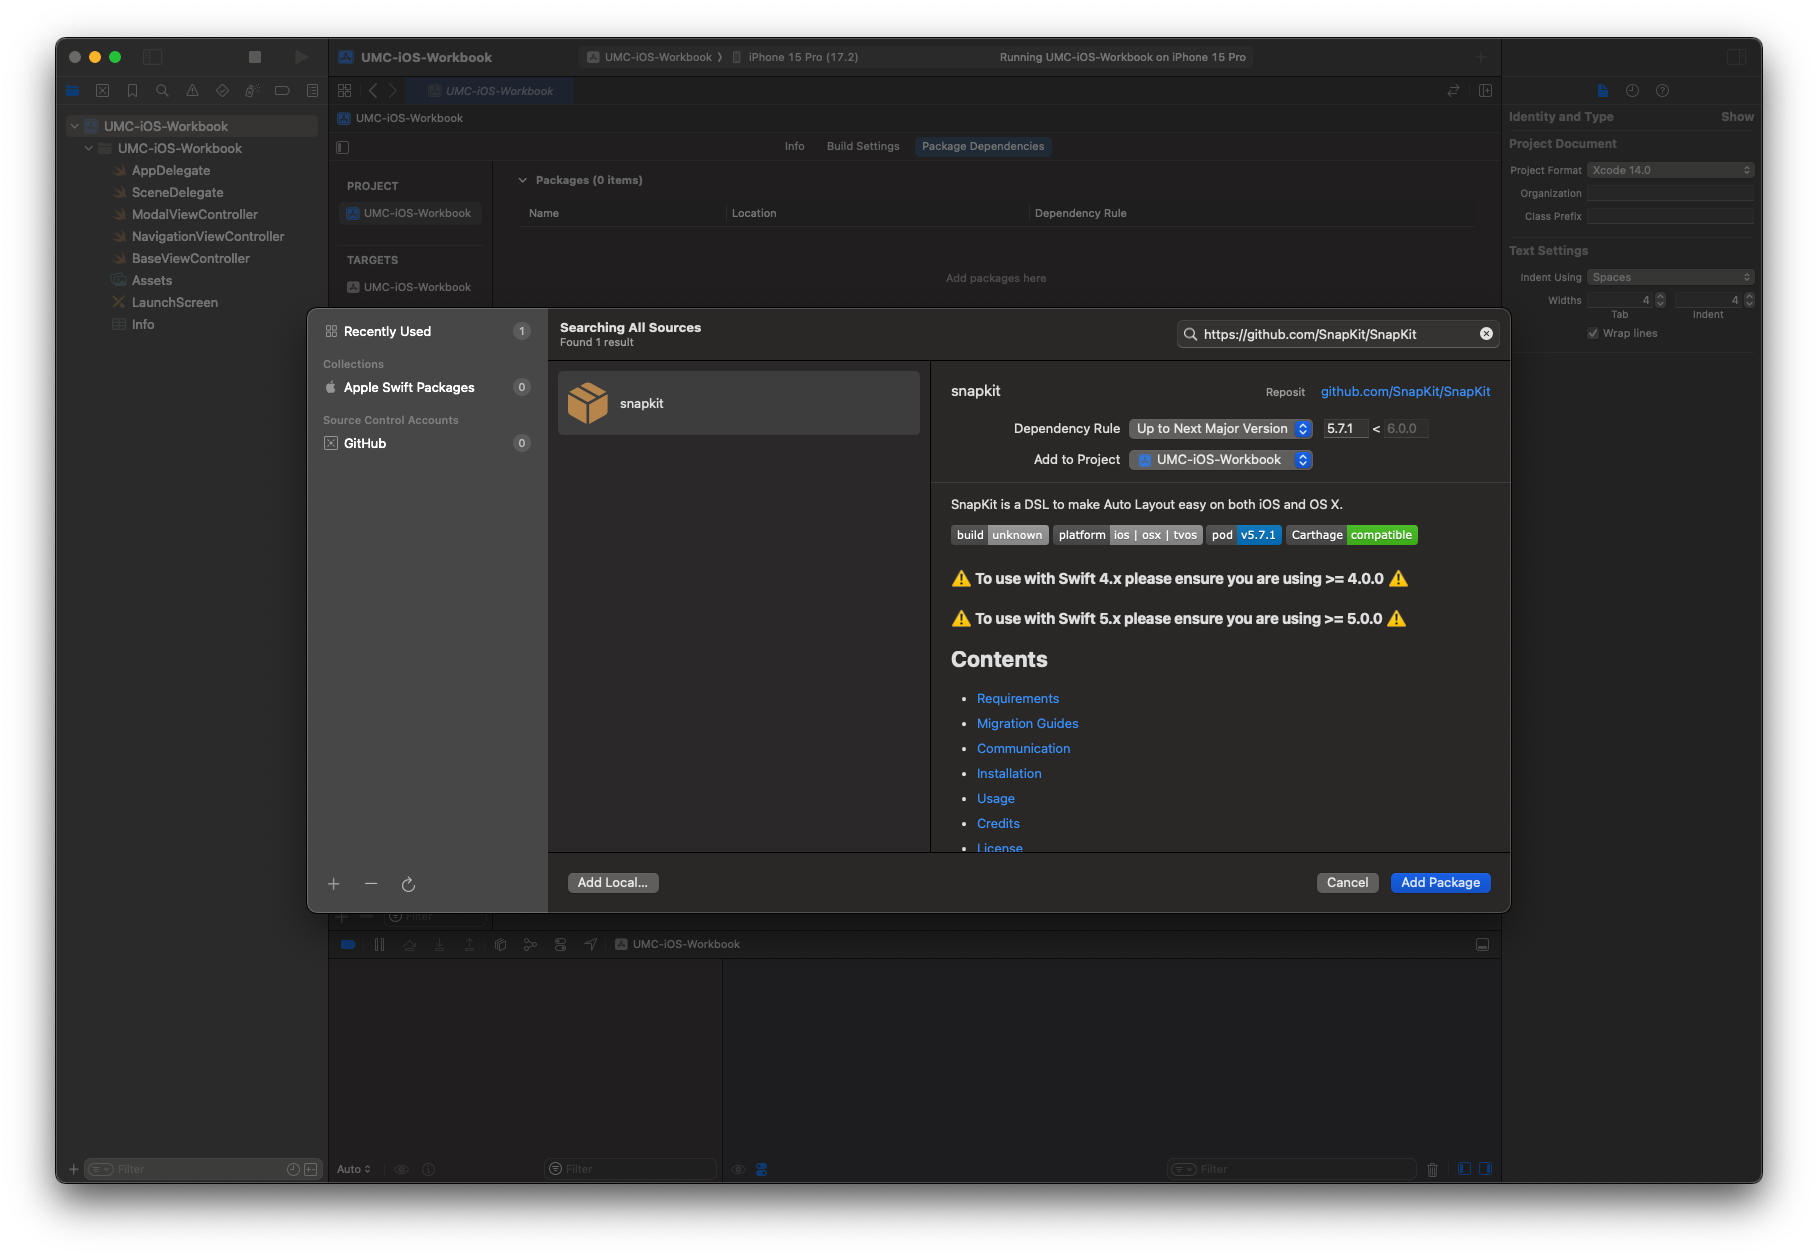 UMC-iOS-Workbook
UMC-iOS-Workbook
iPhone 15 Pro (17.2)
Running UMC-iOS-Workbook on iPhone 15 Pro
UMC-iOS-Workbook
UMC-iOS-Workbook
Info
Build Settings
Package Dependencies
UMC-iOS-Workbook
UMC-iOS-Workbook
AppDelegate
SceneDelegate
ModalViewController
NavigationViewController
BaseViewController
Assets
LaunchScreen
Info
PROJECT
UMC-iOS-Workbook
TARGETS
UMC-iOS-Workbook
Packages (0 items)
Name
Location
Dependency Rule
Add packages here
Identity and Type
Show
Project Document
Project Format
Xcode 14.0
Organization
Class Prefix
Text Settings
Indent Using
Spaces
Widths
4
4
Tab
Indent
Wrap lines
Recently Used
1
Collections
Apple Swift Packages
0
Source Control Accounts
GitHub
0
Searching All Sources
Found 1 result
https://github.com/SnapKit/SnapKit
snapkit
snapkit
Reposit
github.com/SnapKit/SnapKit
Dependency Rule
Up to Next Major Version
5.7.1 < 6.0.0
Add to Project
UMC-iOS-Workbook
SnapKit is a DSL to make Auto Layout easy on both iOS and OS X.
build unknown
platform ios | osx | tvos
pod v5.7.1
Carthage compatible
⚠️ To use with Swift 4.x please ensure you are using >= 4.0.0 ⚠️
⚠️ To use with Swift 5.x please ensure you are using >= 5.0.0 ⚠️
Contents
• Requirements
• Migration Guides
• Communication
• Installation
• Usage
• Credits
• License
Add Local...
Cancel
Add Package
Filter
UMC-iOS-Workbook
Filter
Auto
Filter
Filter